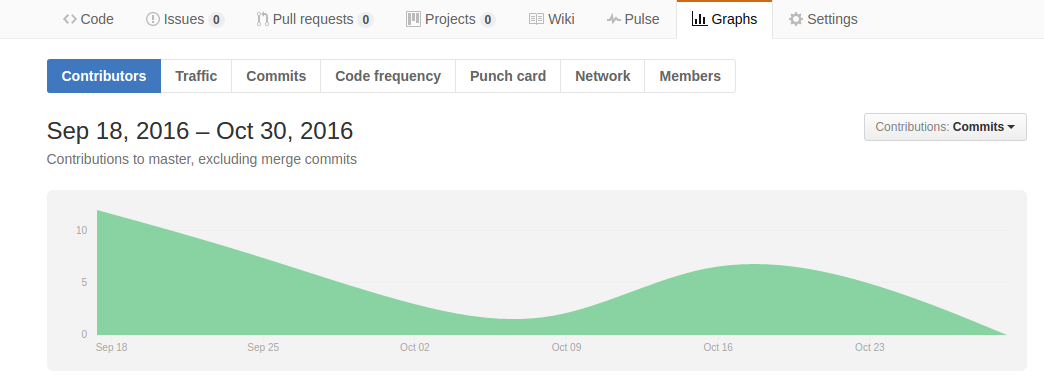 Code Issues 0 Pull requests 0 Projects 0 Wiki Pulse Graphs Settings
Contributors Traffic Commits Code frequency Punch card Network Members
Sep 18, 2016 – Oct 30, 2016
Contributions: Commits
Contributions to master, excluding merge commits
10
5
0
Sep 18 Sep 25 Oct 02 Oct 09 Oct 16 Oct 23